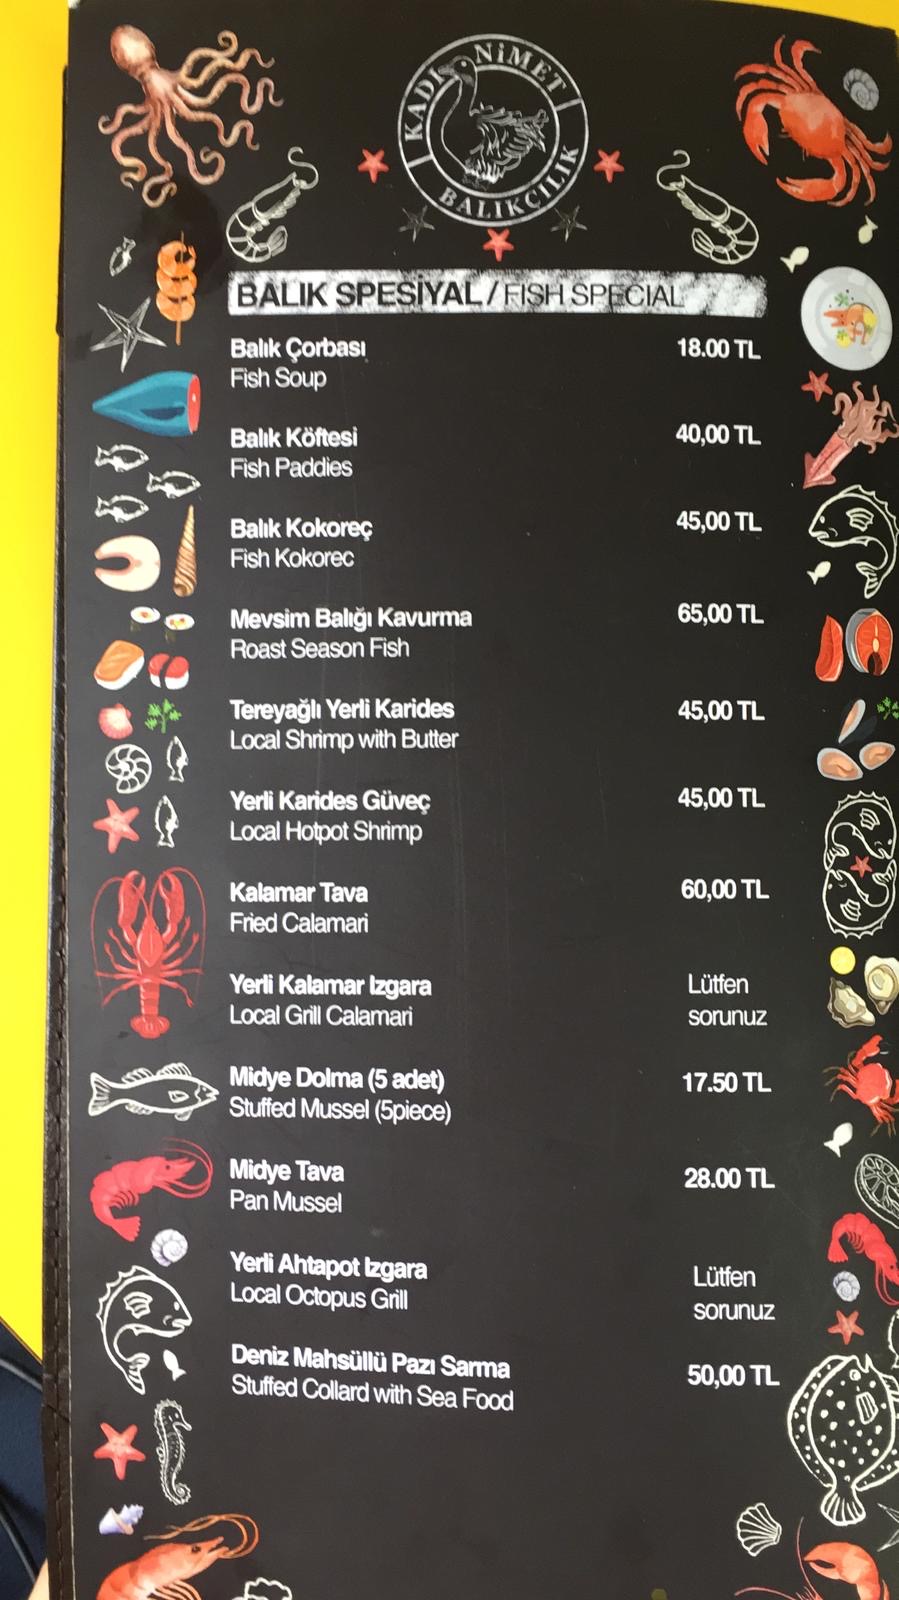 KADI NiMET
BALIKCILIK
BALIK SPESİYAL / FISH SPECIAL
Balık Çorbası 18.00 TL
Fish Soup
Balık Köftesi 40,00 TL
Fish Paddies
Balık Kokoreç 45,00 TL
Fish Kokorec
Mevsim Balığı Kavurma 65,00 TL
Roast Season Fish
Tereyağlı Yerli Karides 45,00 TL
Local Shrimp with Butter
Yerli Karides Güveç 45,00 TL
Local Hotpot Shrimp
Kalamar Tava 60,00 TL
Fried Calamari
Yerli Kalamar Izgara Lütfen
Local Grill Calamari sorunuz
Midye Dolma (5 adet) 17.50 TL
Stuffed Mussel (5piece)
Midye Tava 28.00 TL
Pan Mussel
Yerli Ahtapot Izgara Lütfen
Local Octopus Grill sorunuz
Deniz Mahsüllü Pazı Sarma 50,00 TL
Stuffed Collard with Sea Food